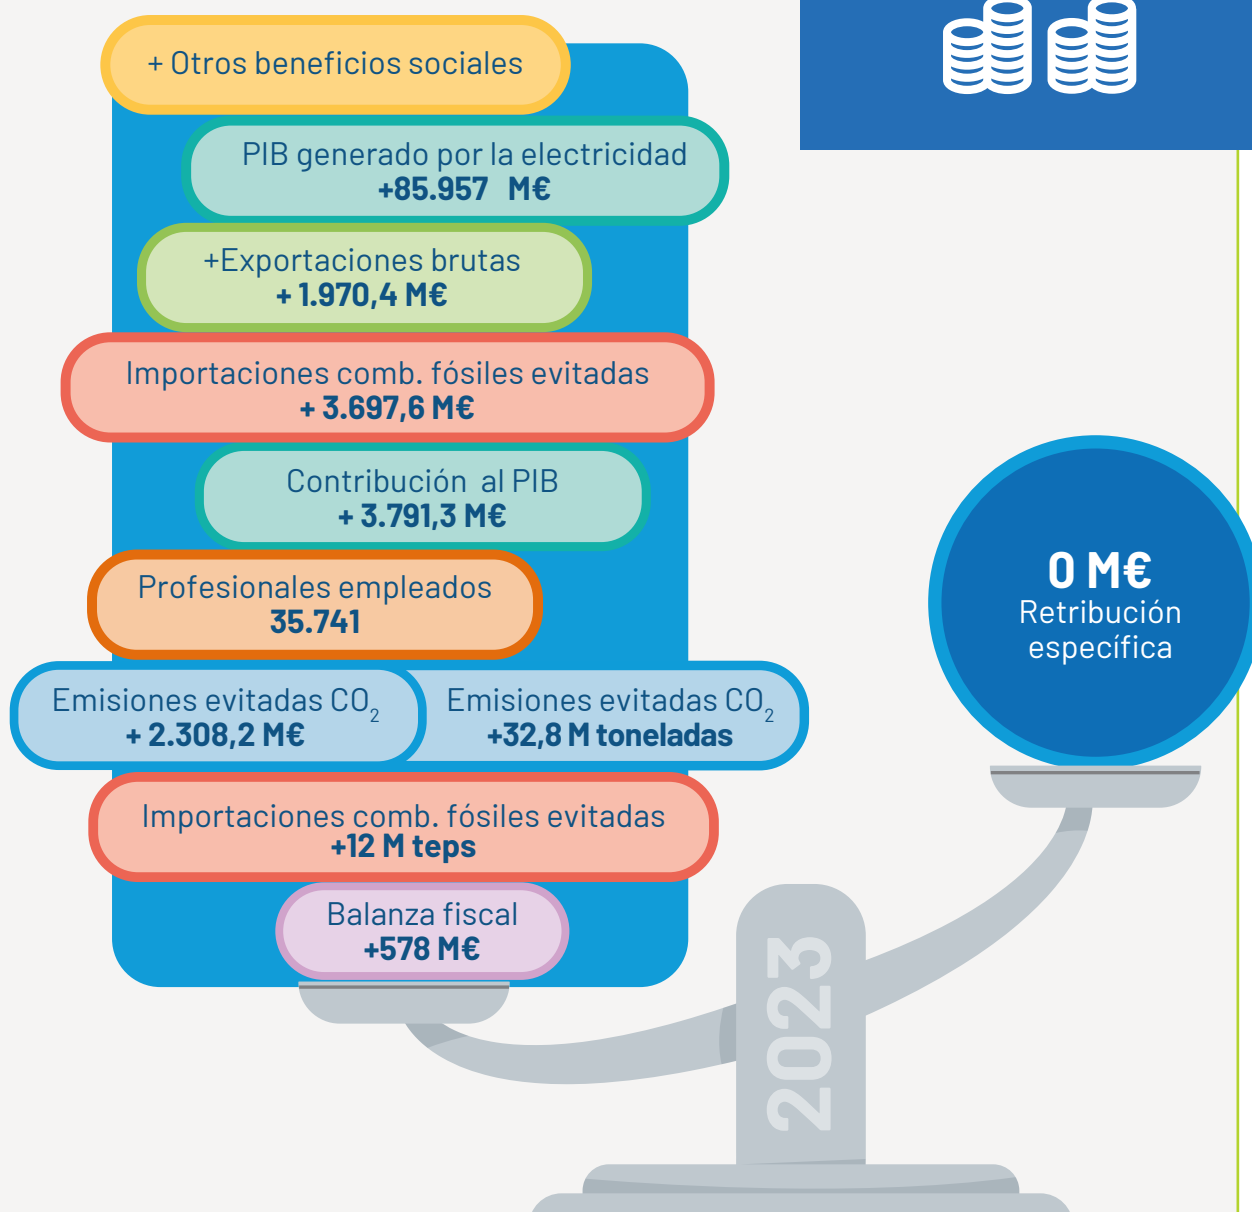 + Otros beneficios sociales
PIB generado por la electricidad
+85.957 M€
+Exportaciones brutas
+ 1.970,4 M€
Importaciones comb. fósiles evitadas
+ 3.697,6 M€
Contribución al PIB
+ 3.791,3 M€
Profesionales empleados
35.741
Emisiones evitadas CO₂
+ 2.308,2 M€
Emisiones evitadas CO₂
+32,8 M toneladas
Importaciones comb. fósiles evitadas
+12 M teps
Balanza fiscal
+578 M€
0 M€
Retribución
específica
2023